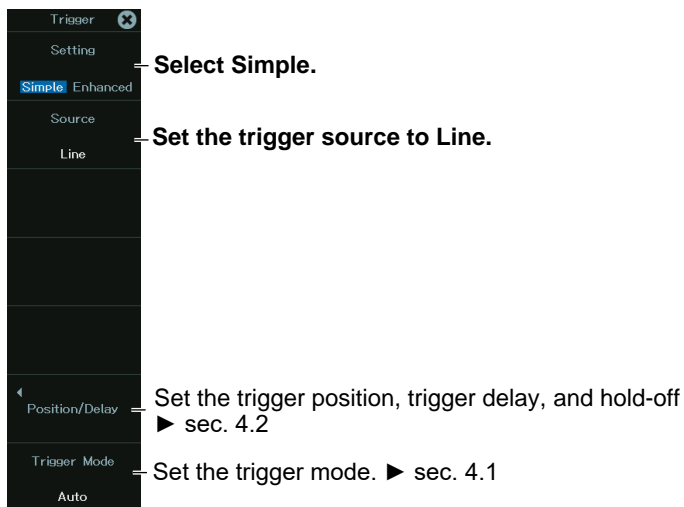 Trigger
Setting
Simple Enhanced
Select Simple.
Source
Line
Set the trigger source to Line.
Position/Delay
Set the trigger position, trigger delay, and hold-off
► sec. 4.2
Trigger Mode
Auto
Set the trigger mode. ► sec. 4.1